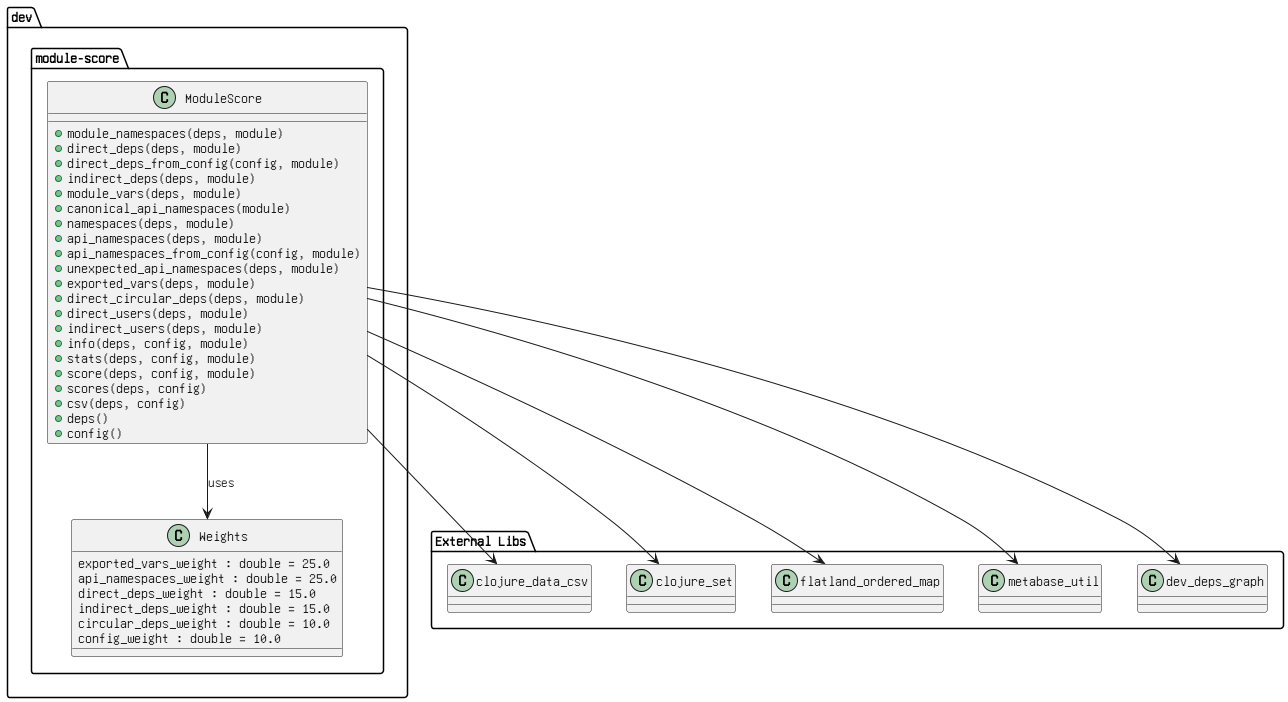 dev
module-score
C ModuleScore
module_namespaces(deps, module)
direct_deps(deps, module)
direct_deps_from_config(config, module)
indirect_deps(deps, module)
module_vars(deps, module)
canonical_api_namespaces(module)
namespaces(deps, module)
api_namespaces(deps, module)
api_namespaces_from_config(config, module)
unexpected_api_namespaces(deps, module)
exported_vars(deps, module)
direct_circular_deps(deps, module)
direct_users(deps, module)
indirect_users(deps, module)
info(deps, config, module)
stats(deps, config, module)
score(deps, config, module)
scores(deps, config)
csv(deps, config)
deps()
config()
uses
C Weights
exported_vars_weight : double = 25.0
api_namespaces_weight : double = 25.0
direct_deps_weight : double = 15.0
indirect_deps_weight : double = 15.0
circular_deps_weight : double = 10.0
config_weight : double = 10.0
External Libs
C clojure_data_csv
C clojure_set
C flatland_ordered_map
C metabase_util
C dev_deps_graph